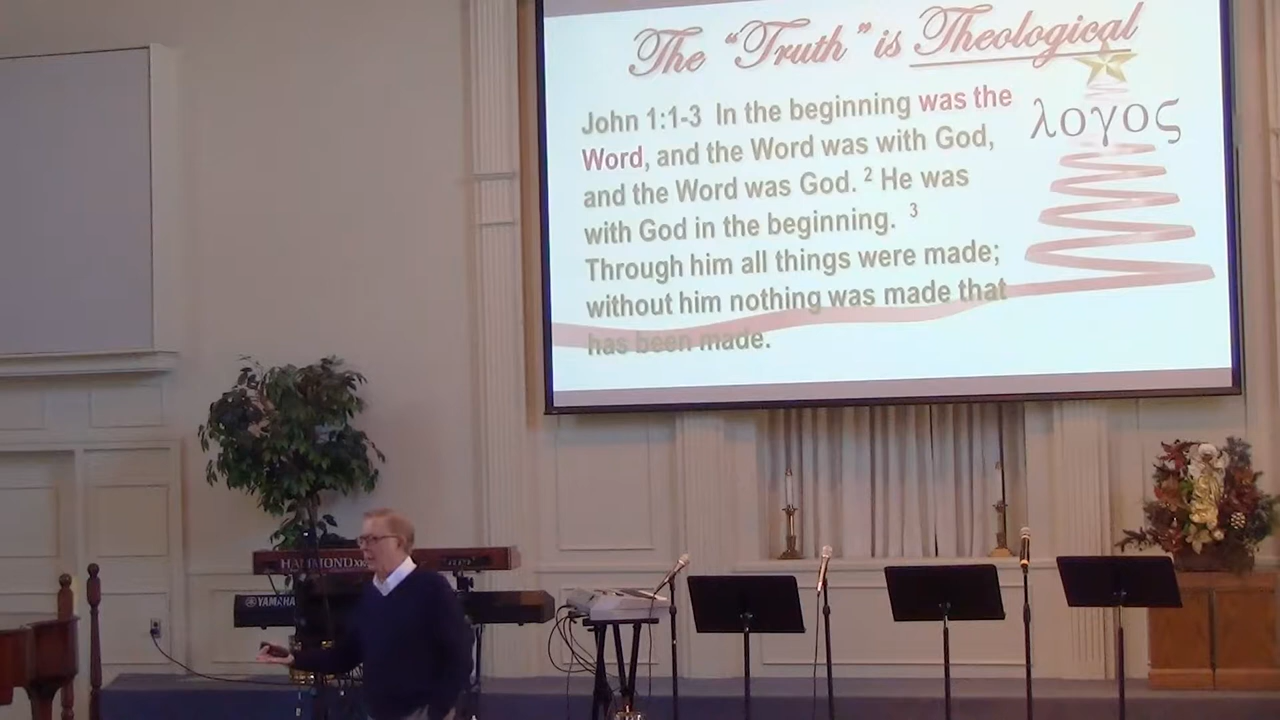 The “Truth” is Theological
John 1:1-3 In the beginning was the
Word, and the Word was with God,
and the Word was God. 2 He was
with God in the beginning. 3
Through him all things were made;
without him nothing was made that
has been made.
λογος
HAMMOND XK
YAMAHA